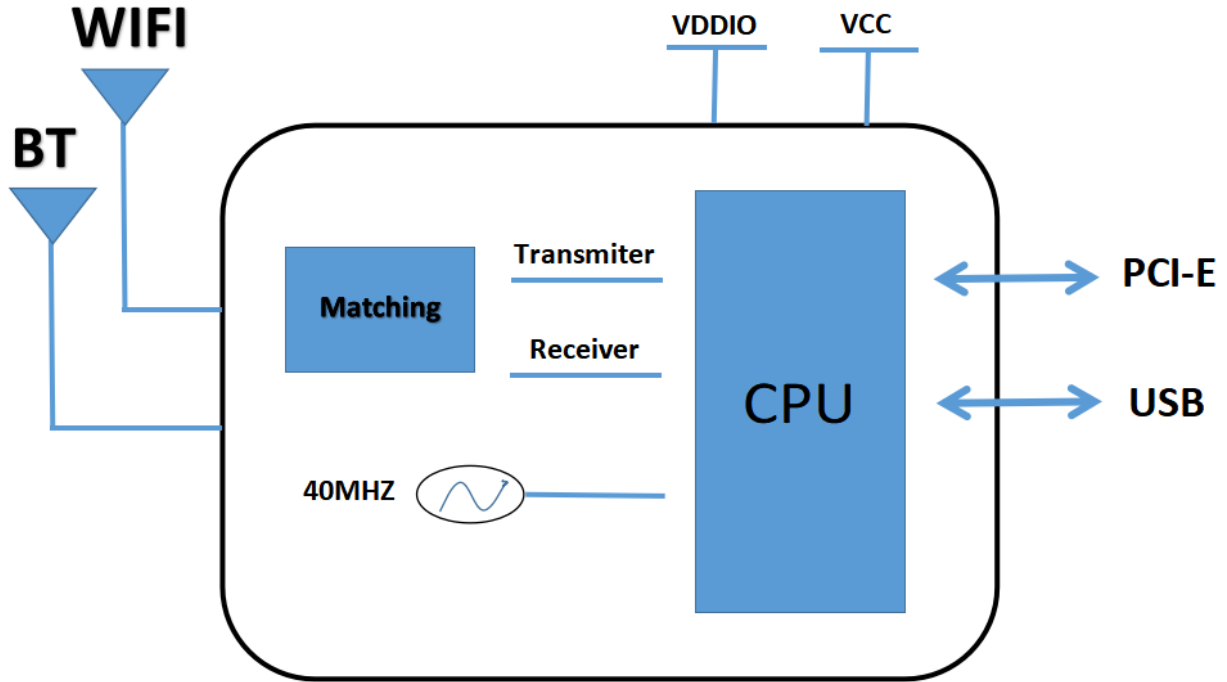 WIFI
VDDIO
VCC
BT
Transmiter
PCI-E
Matching
Receiver
CPU
USB
40MHZ